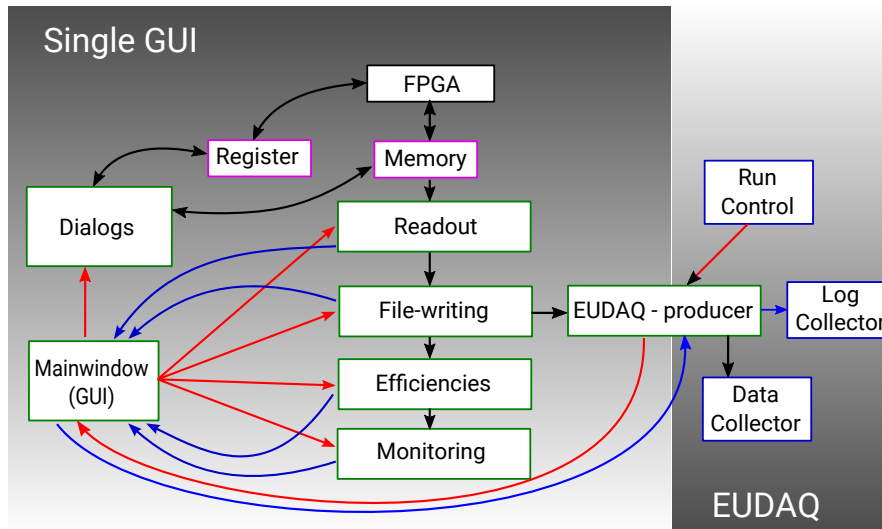 Single GUI
FPGA
Register
Memory
Dialogs
Readout
Run
Control
File-writing
EUDAQ - producer
Log
Collector
Mainwindow
(GUI)
Efficiencies
Data
Collector
Monitoring
EUDAQ